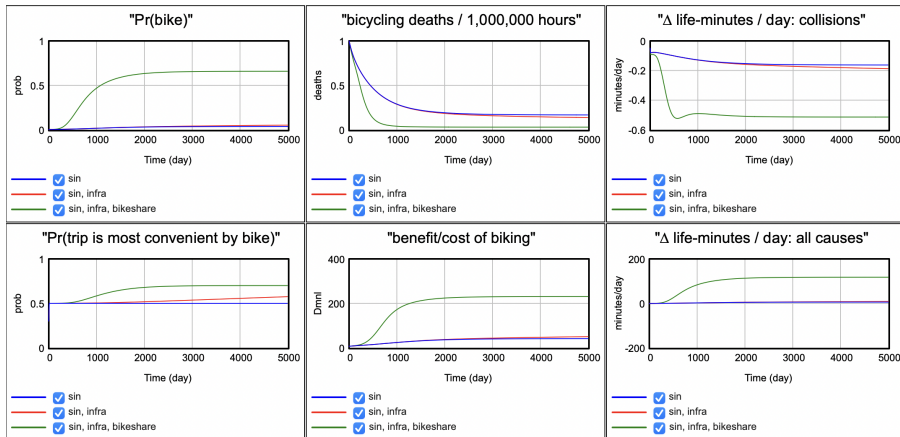 "Pr(bike)"
1
0.5
0
prob
0 1000 2000 3000 4000 5000
Time (day)
sin
sin, infra
sin, infra, bikeshare
"bicycling deaths / 1,000,000 hours"
1
0.5
0
deaths
0 1000 2000 3000 4000 5000
Time (day)
sin
sin, infra
sin, infra, bikeshare
"Δ life-minutes / day: collisions"
0
-0.2
-0.4
-0.6
minutes/day
0 1000 2000 3000 4000 5000
Time (day)
sin
sin, infra
sin, infra, bikeshare
"Pr(trip is most convenient by bike)"
1
0.5
0
prob
0 1000 2000 3000 4000 5000
Time (day)
sin
sin, infra
sin, infra, bikeshare
"benefit/cost of biking"
400
200
0
Dmnl
0 1000 2000 3000 4000 5000
Time (day)
sin
sin, infra
sin, infra, bikeshare
"Δ life-minutes / day: all causes"
200
0
-200
minutes/day
0 1000 2000 3000 4000 5000
Time (day)
sin
sin, infra
sin, infra, bikeshare